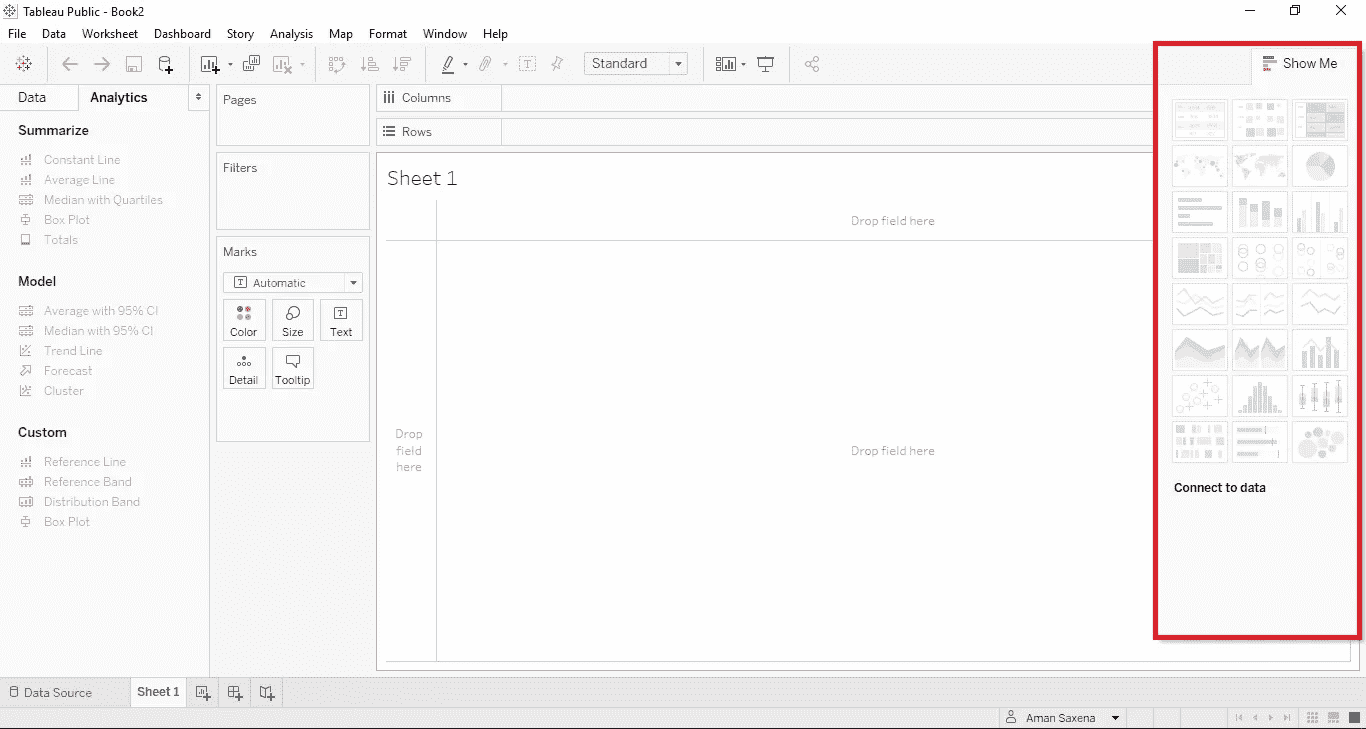 Tableau Public - Book2
File Data Worksheet Dashboard Story Analysis Map Format Window Help
Standard
Show Me
Data Analytics
Summarize
Constant Line
Average Line
Median with Quartiles
Box Plot
Totals
Model
Average with 95% CI
Median with 95% CI
Trend Line
Forecast
Cluster
Custom
Reference Line
Reference Band
Distribution Band
Box Plot
Pages
Filters
Marks
Automatic
Color Size Text
Detail Tooltip
Columns
Rows
Sheet 1
Drop field here
Drop
field
here
Drop field here
Connect to data
Data Source Sheet 1
Aman Saxena